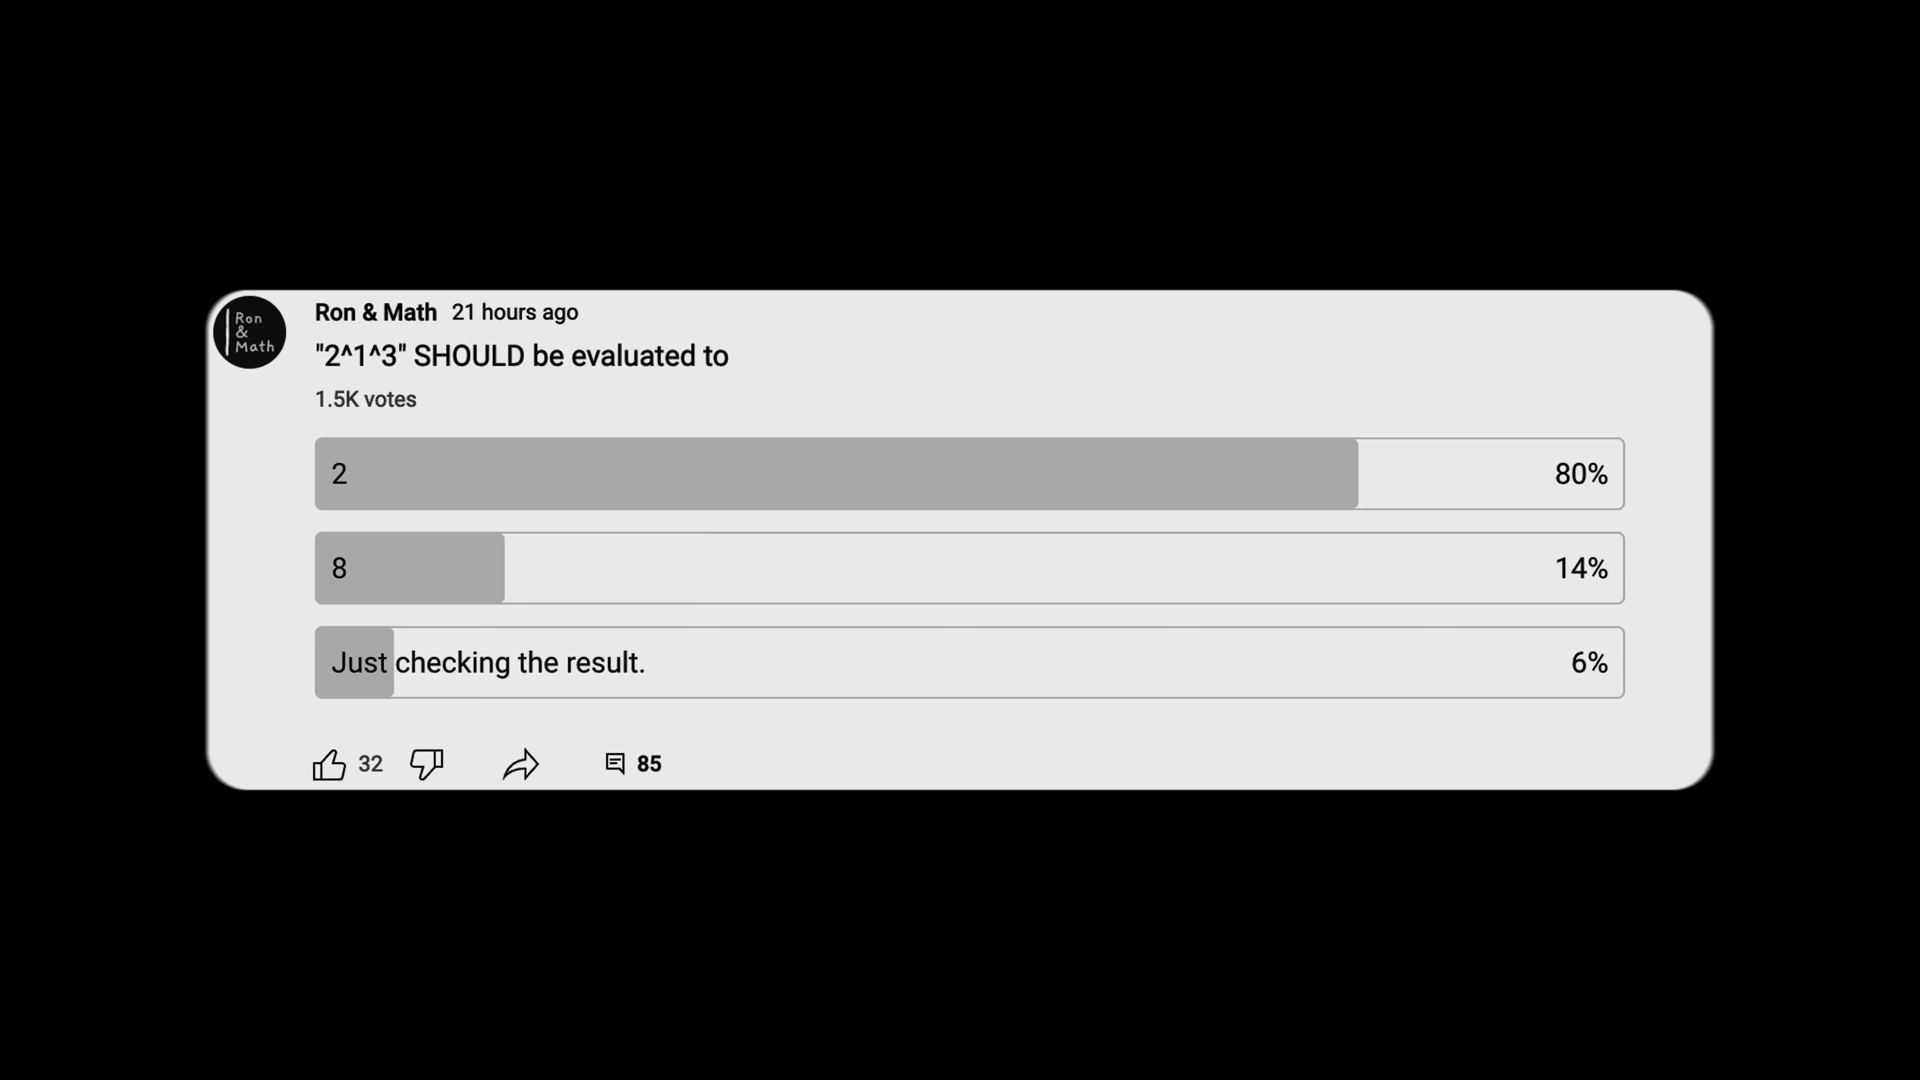 Ron
&
Math
Ron & Math 21 hours ago
"2^1^3" SHOULD be evaluated to
1.5K votes
2 80%
8 14%
Just checking the result. 6%
32 85